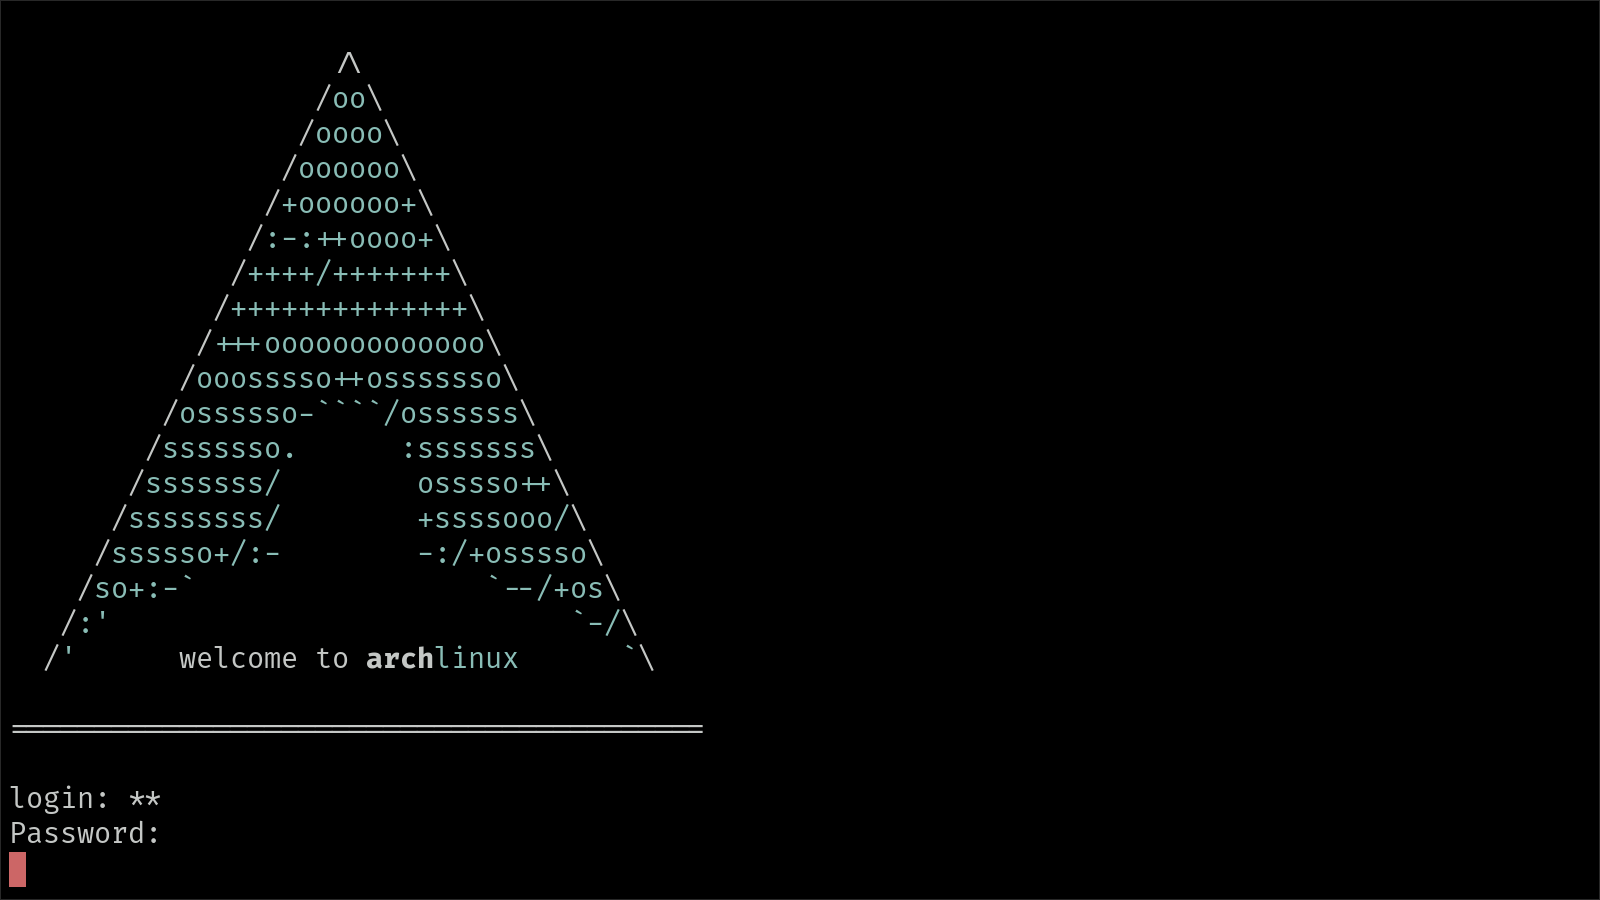 /\
/oo\
/oooo\
/oooooo\
/+oooooo+\
/:-:++oooo+\
/++++/+++++++\
/++++++++++++++\
/+++ooooooooooooo\
/ooosssso++osssssso\
/ossssso-````/ossssss\
/ssssssso.      :sssssss\
/sssssss/        osssso++\
/ssssssss/        +ssssooo/\
/ssssso+/:-        -:/+osssso\
/so+:-`                 `--/+os\
/:'                           `-/\
/'      welcome to archlinux      `\
═════════════════════════════════════════
login: **
Password: